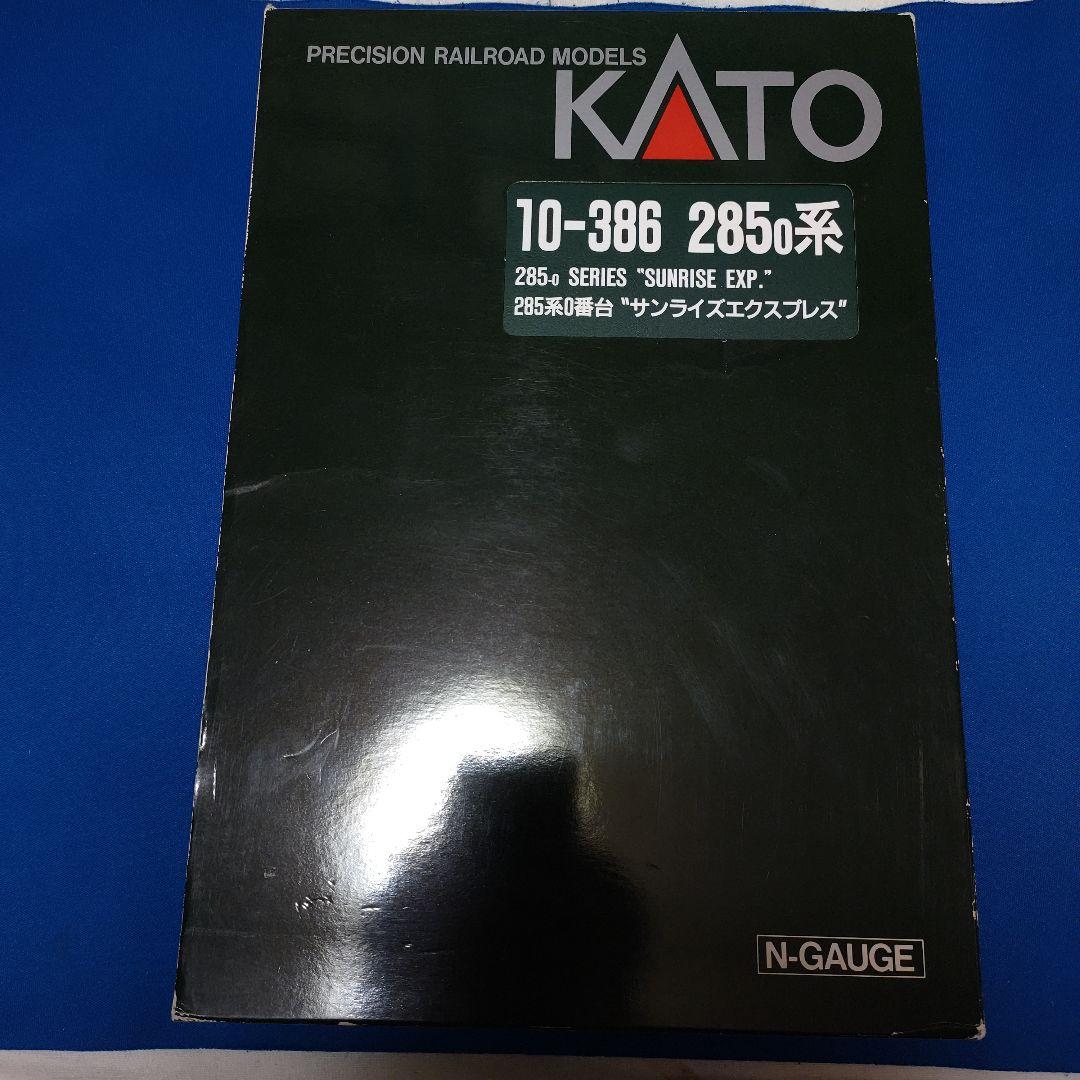 PRECISION RAILROAD MODELS
KATO
10-386 285₀系
285-0 SERIES "SUNRISE EXP."
285系0番台 "サンライズエクスプレス"
N-GAUGE